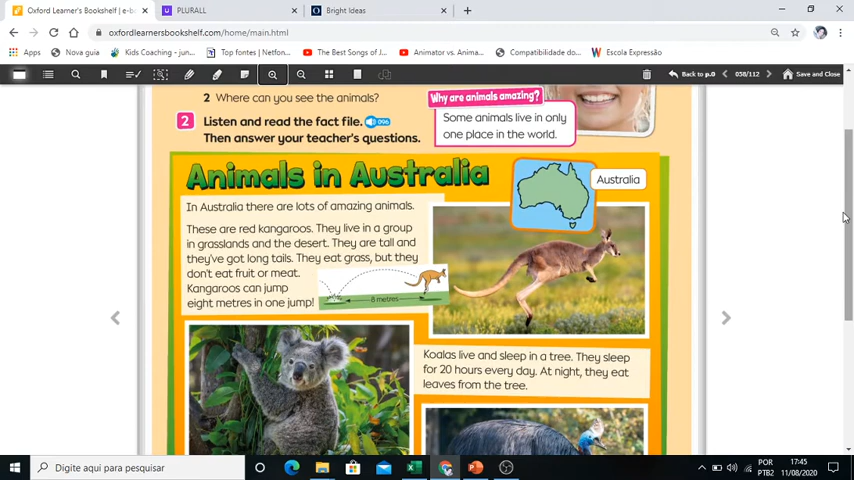 Oxford Learner's Bookshelf | e-b
PLURALL
Bright Ideas
oxfordlearnersbookshelf.com/home/main.html
Apps
Nova guia
Kids Coaching - Jun...
Top fontes | Netfon...
The Best Songs of J...
Animator vs. Anima...
Compatibilidade do...
Escola Expressão
Back to p.0
058/112
Save and Close
2 Where can you see the animals?
Why are animals amazing?
Some animals live in only
one place in the world.
2 Listen and read the fact file. 096
Then answer your teacher's questions.
Animals in Australia
Australia
In Australia there are lots of amazing animals.
These are red kangaroos. They live in a group
in grasslands and the desert. They are tall and
they've got long tails. They eat grass, but they
don't eat fruit or meat.
Kangaroos can jump
eight metres in one jump!
8 metres
Koalas live and sleep in a tree. They sleep
for 20 hours every day. At night, they eat
leaves from the tree.
Digite aqui para pesquisar
POR
PTB2
17:45
11/08/2020